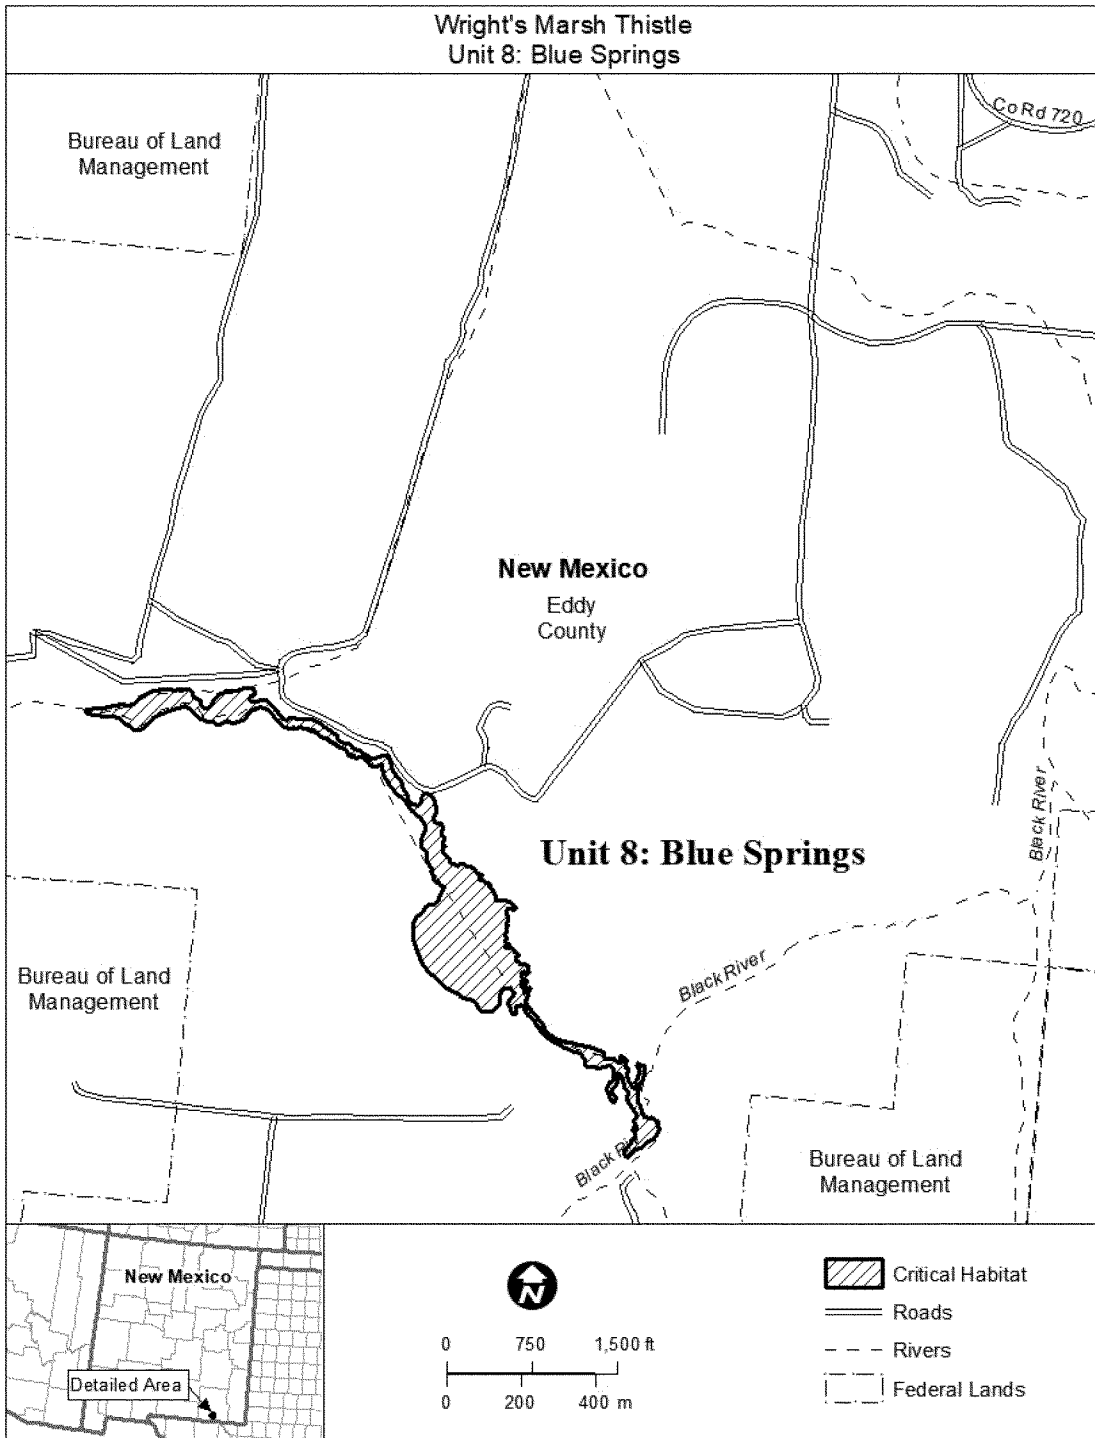 Wright's Marsh Thistle
Unit 8: Blue Springs
Co Rd 720
Bureau of Land
Management
New Mexico
Eddy
County
Black River
Unit 8: Blue Springs
Black River
Bureau of Land
Management
Black Ri
Bureau of Land
Management
New Mexico
Detailed Area
N
0 750 1,500 ft
0 200 400 m
Critical Habitat
Roads
Rivers
Federal Lands